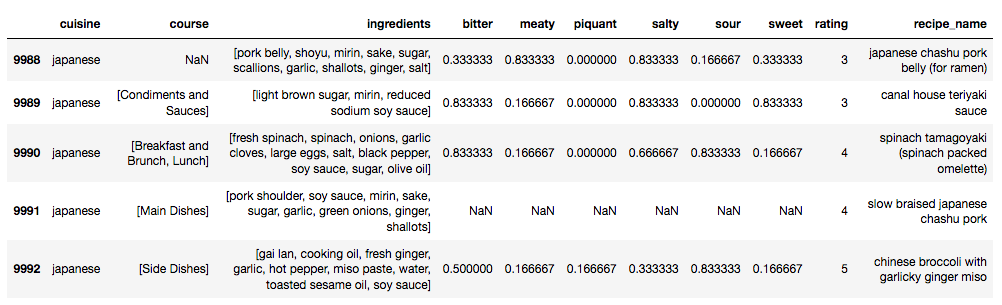 cuisine course ingredients bitter meaty piquant salty sour sweet rating recipe_name
9988 japanese NaN [pork belly, shoyu, mirin, sake, sugar, scallions, garlic, shallots, ginger, salt] 0.333333 0.833333 0.000000 0.833333 0.166667 0.333333 3 japanese chashu pork belly (for ramen)
9989 japanese [Condiments and Sauces] [light brown sugar, mirin, reduced sodium soy sauce] 0.833333 0.166667 0.000000 0.833333 0.000000 0.833333 3 canal house teriyaki sauce
9990 japanese [Breakfast and Brunch, Lunch] [fresh spinach, spinach, onions, garlic cloves, large eggs, salt, black pepper, soy sauce, sugar, olive oil] 0.833333 0.166667 0.000000 0.666667 0.833333 0.166667 4 spinach tamagoyaki (spinach packed omelette)
9991 japanese [Main Dishes] [pork shoulder, soy sauce, mirin, sake, sugar, garlic, green onions, ginger, shallots] NaN NaN NaN NaN NaN NaN 4 slow braised japanese chashu pork
9992 japanese [Side Dishes] [gai lan, cooking oil, fresh ginger, garlic, hot pepper, miso paste, water, toasted sesame oil, soy sauce] 0.500000 0.166667 0.166667 0.333333 0.833333 0.166667 5 chinese broccoli with garlicky ginger miso